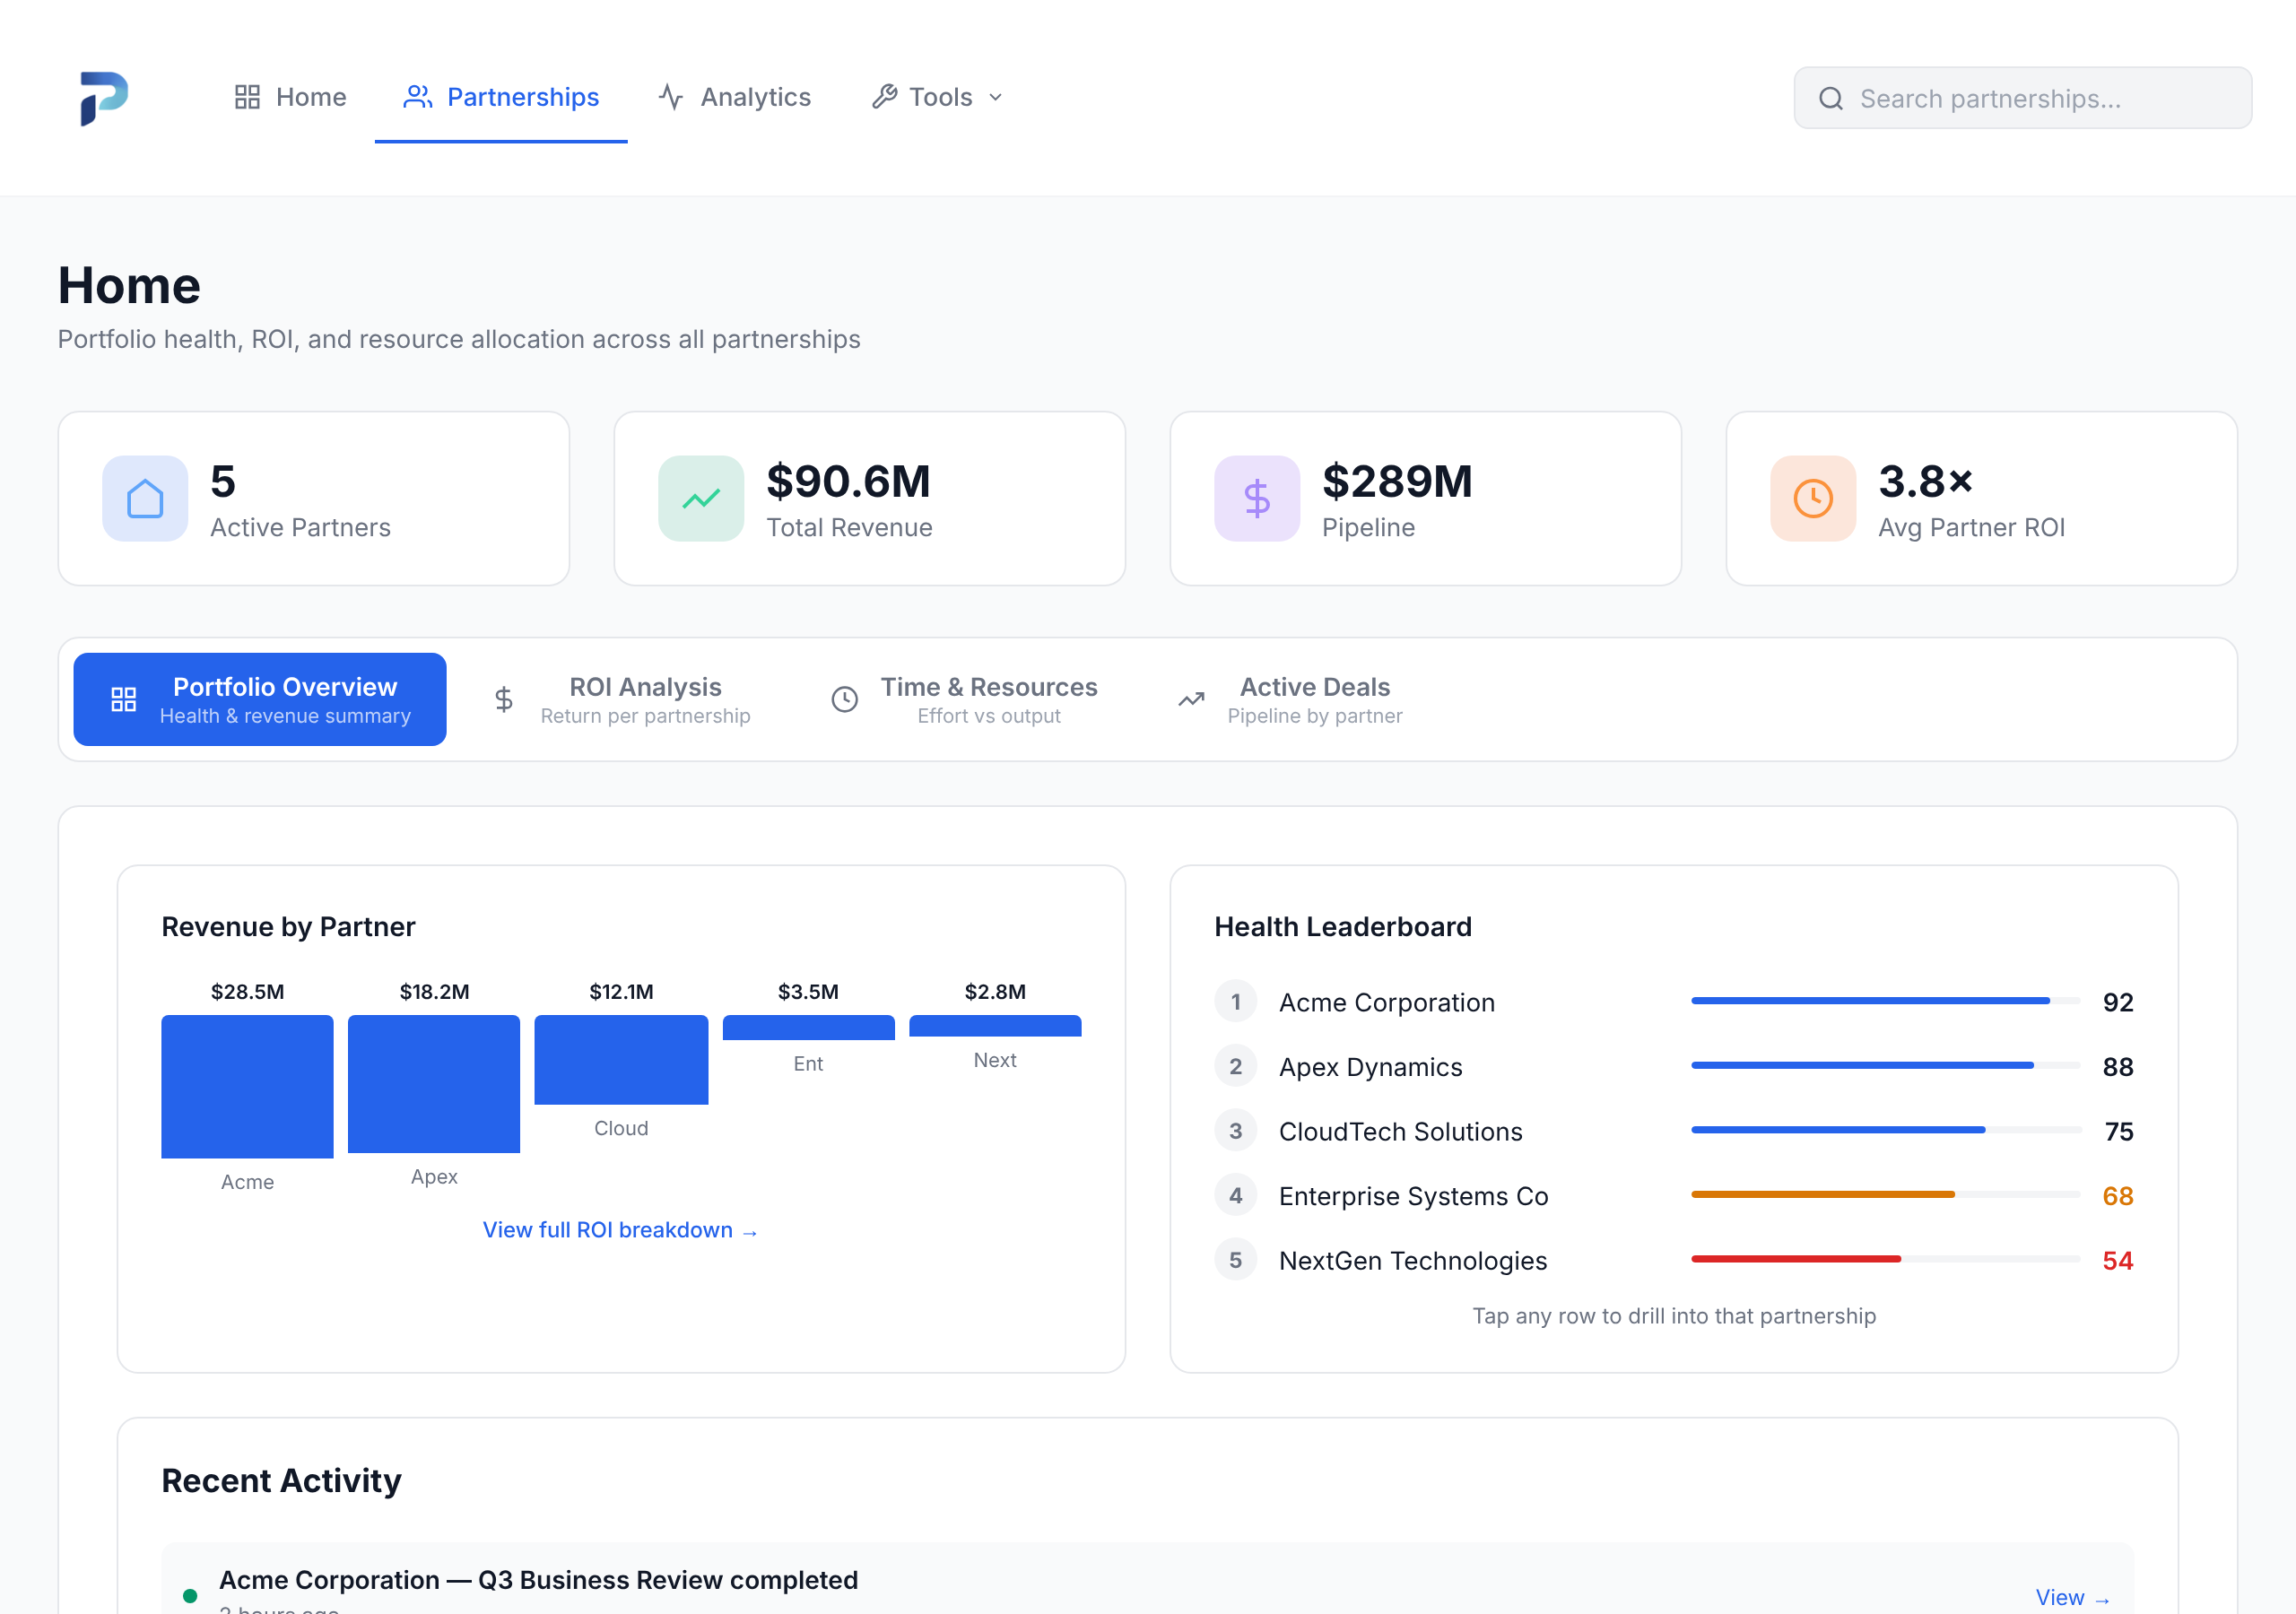 Home
Partnerships
Analytics
Tools
Search partnerships...
Home
Portfolio health, ROI, and resource allocation across all partnerships
5
Active Partners
$90.6M
Total Revenue
$289M
Pipeline
3.8×
Avg Partner ROI
Portfolio Overview
Health & revenue summary
ROI Analysis
Return per partnership
Time & Resources
Effort vs output
Active Deals
Pipeline by partner
Revenue by Partner
$28.5M
Acme
$18.2M
Apex
$12.1M
Cloud
$3.5M
Ent
$2.8M
Next
View full ROI breakdown →
Health Leaderboard
1 Acme Corporation 92
2 Apex Dynamics 88
3 CloudTech Solutions 75
4 Enterprise Systems Co 68
5 NextGen Technologies 54
Tap any row to drill into that partnership
Recent Activity
Acme Corporation — Q3 Business Review completed
2 hours ago
View →